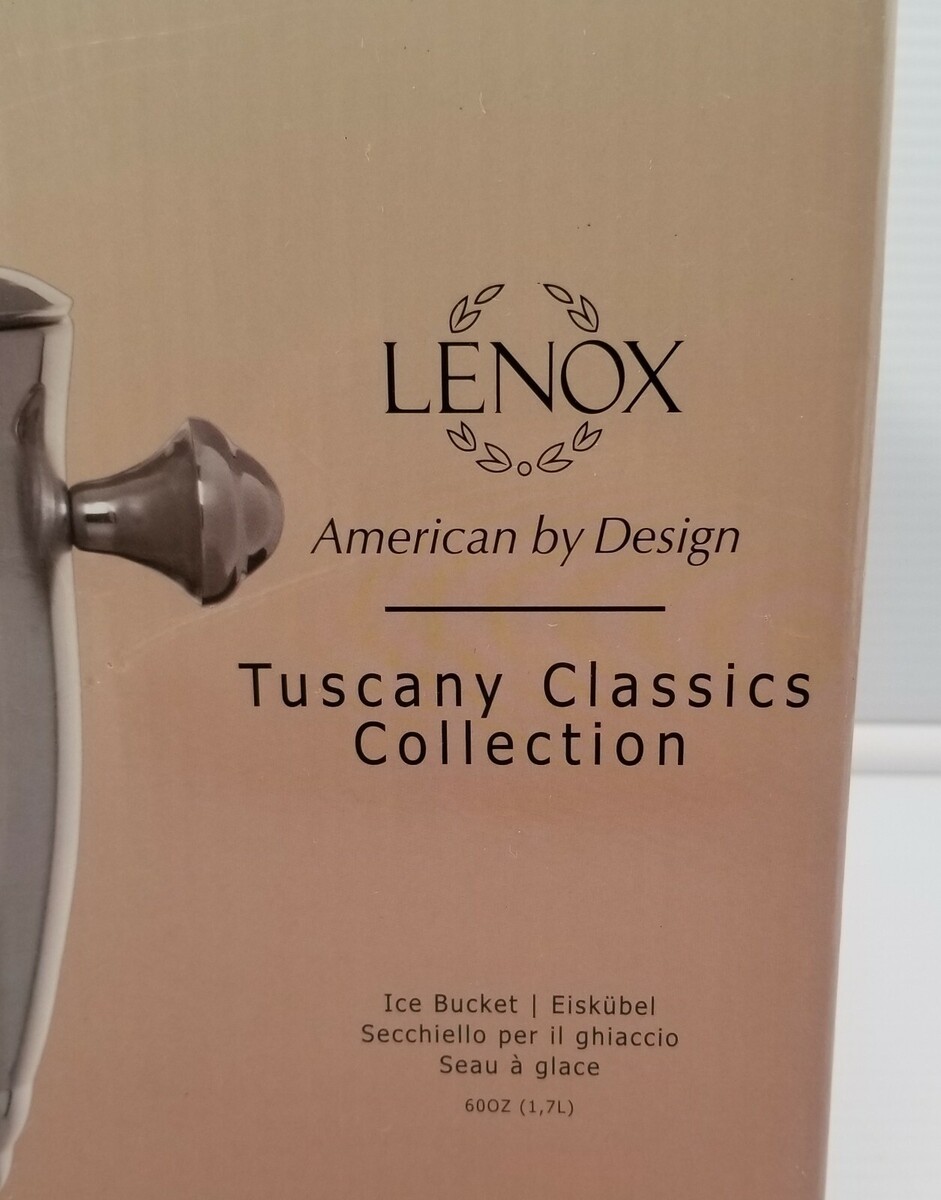 LENOX
American by Design
Tuscany Classics
Collection
Ice Bucket | Eiskübel
Secchiello per il ghiaccio
Seau à glace
60OZ (1,7L)